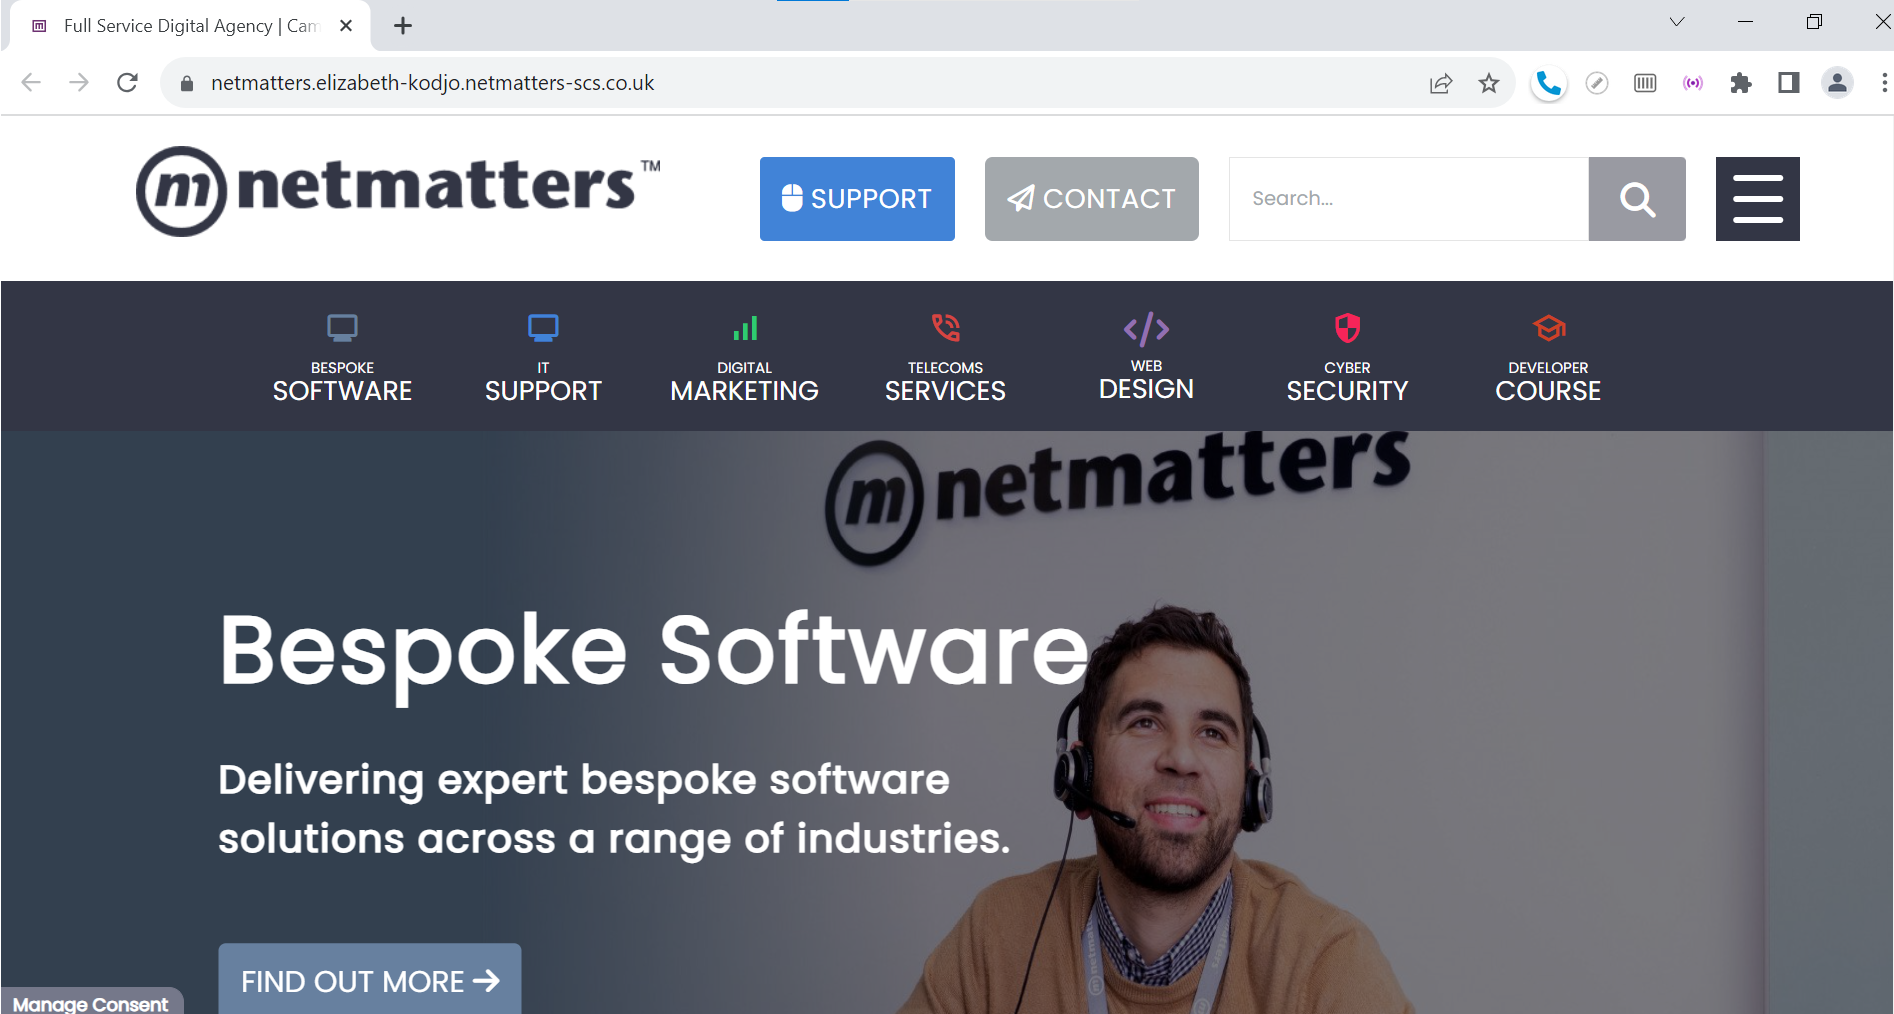 Full Service Digital Agency | Cam
netmatters.elizabeth-kodjo.netmatters-scs.co.uk
m netmatters™
SUPPORT
CONTACT
Search...
BESPOKE
SOFTWARE
IT
SUPPORT
DIGITAL
MARKETING
TELECOMS
SERVICES
WEB
DESIGN
CYBER
SECURITY
DEVELOPER
COURSE
m netmatters
Bespoke Software
Delivering expert bespoke software
solutions across a range of industries.
FIND OUT MORE
Manage Consent